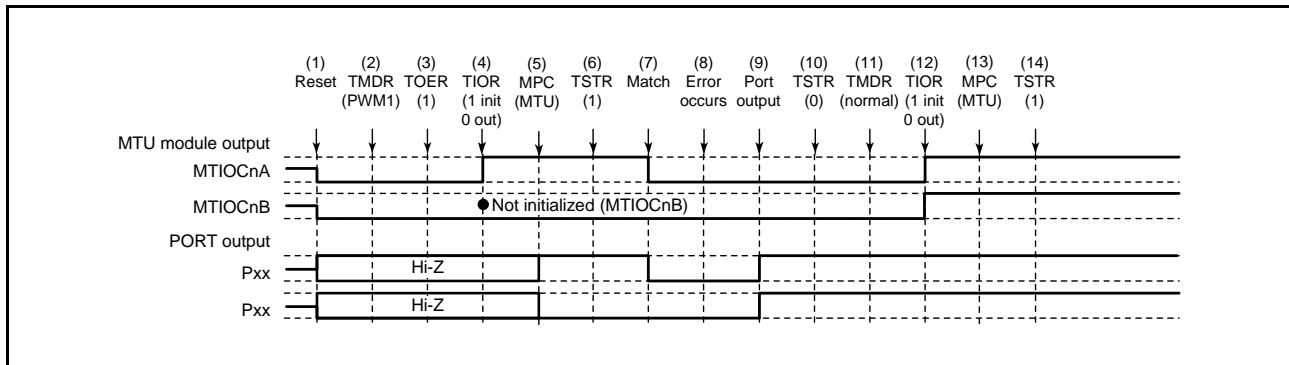 (1) (2) (3) (4) (5) (6) (7) (8) (9) (10) (11) (12) (13) (14)
Reset TMDR TOER TIOR MPC TSTR Match Error Port TSTR TMDR TIOR MPC TSTR
(PWM1) (1) (1 init (MTU) (1) occurs output (0) (normal) (1 init (MTU) (1)
0 out) 0 out)
MTU module output
MTIOCnA
MTIOCnB Not initialized (MTIOCnB)
PORT output
Pxx Hi-Z
Pxx Hi-Z